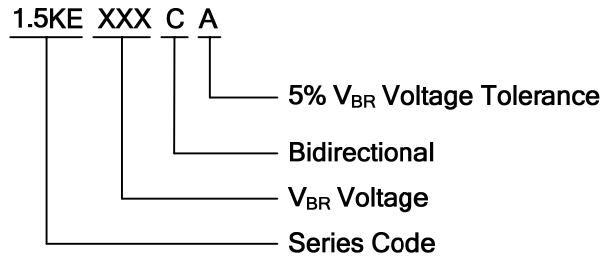 1.5KE XXX C A
5% VBR Voltage Tolerance
Bidirectional
VBR Voltage
Series Code